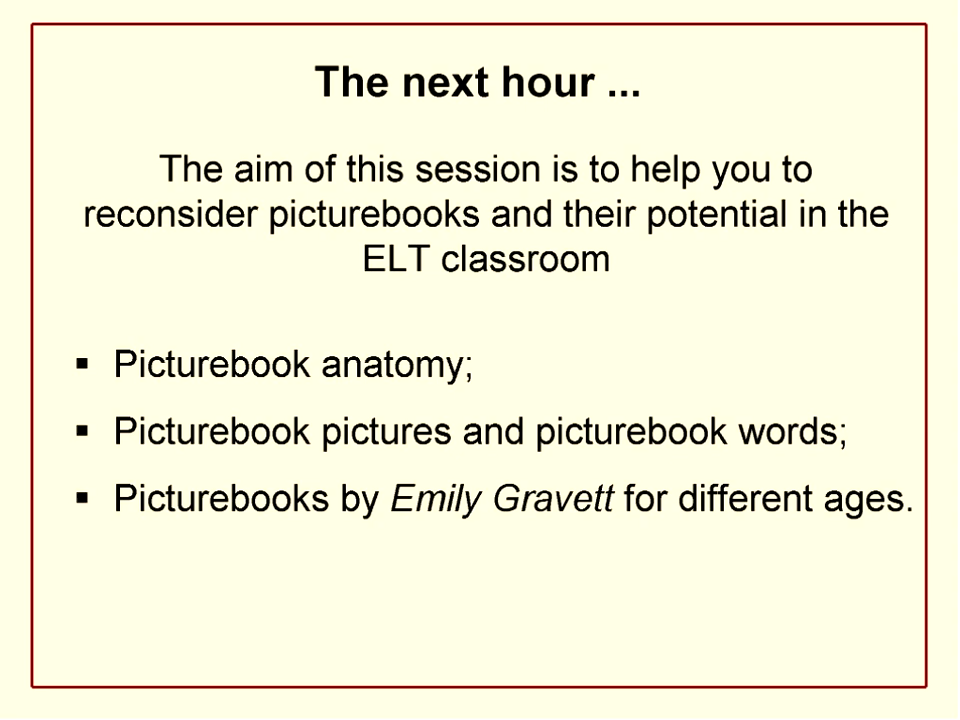 The next hour ...
The aim of this session is to help you to
reconsider picturebooks and their potential in the
ELT classroom
▪ Picturebook anatomy;
▪ Picturebook pictures and picturebook words;
▪ Picturebooks by Emily Gravett for different ages.